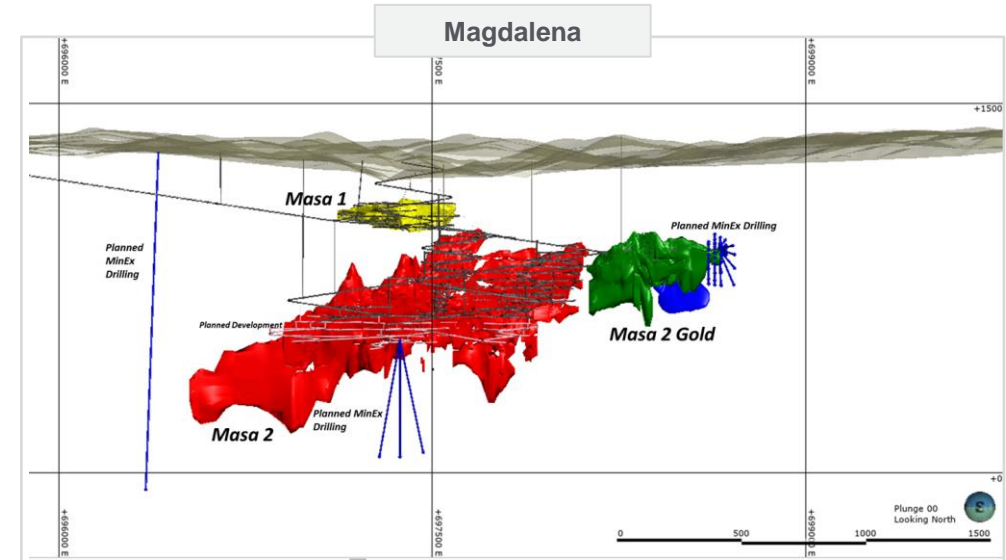 Magdalena
+696000 E
+697500 E
+699000 E
+1500
Masa 1
Planned MinEx Drilling
Planned
MinEx
Drilling
Planned Development
Masa 2 Gold
Planned MinEx
Drilling
Masa 2
+0
Plunge 00
Looking North
0 500 1000 1500
+696000 E
+697500 E
+699000 E